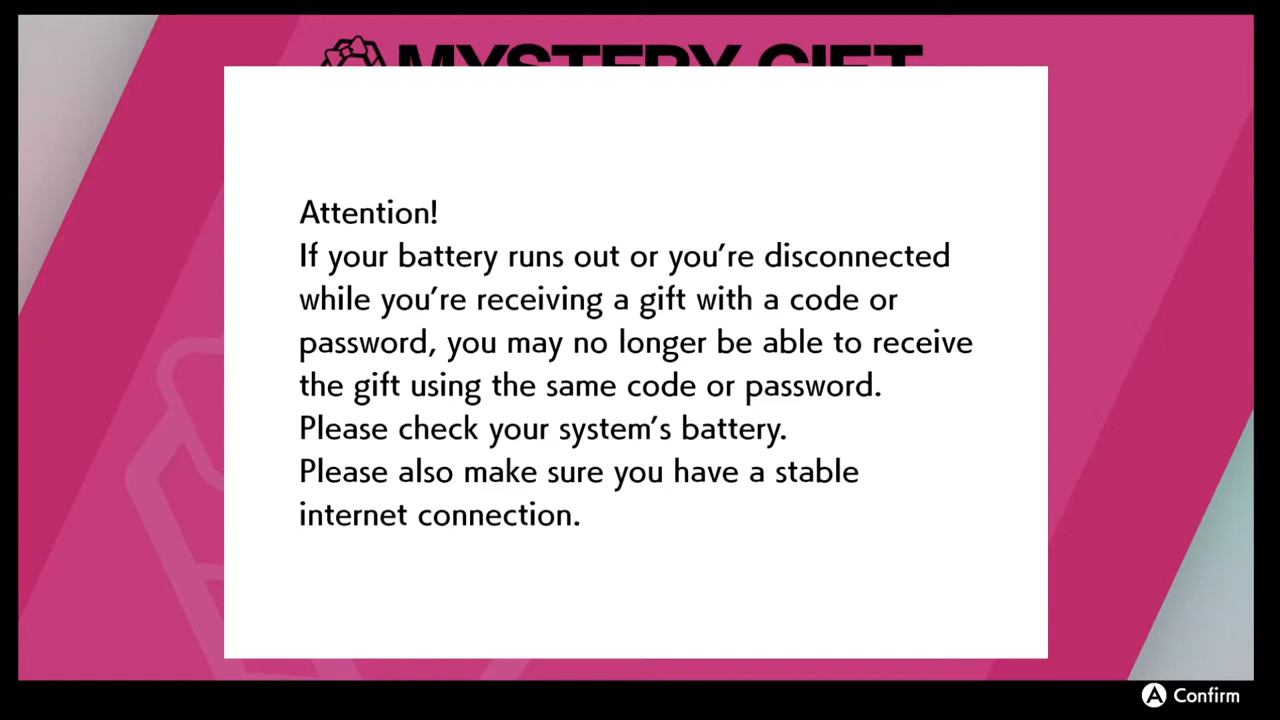 MYSTERY GIFT
Attention!
If your battery runs out or you're disconnected
while you're receiving a gift with a code or
password, you may no longer be able to receive
the gift using the same code or password.
Please check your system's battery.
Please also make sure you have a stable
internet connection.
A Confirm